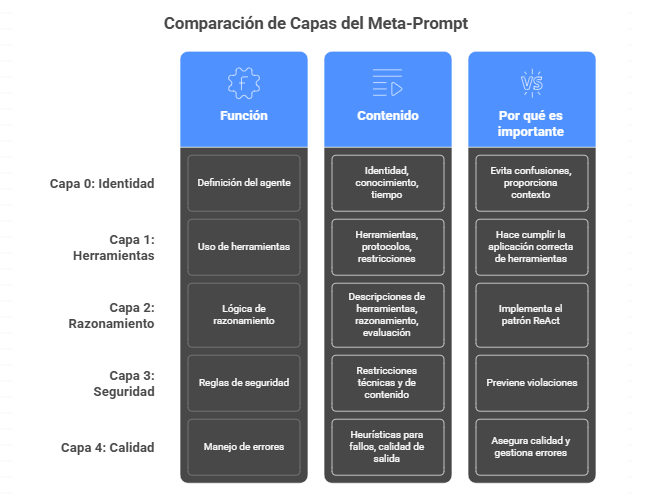 Comparación de Capas del Meta-Prompt
f
VS
Función
Contenido
Por qué es
importante
Capa 0: Identidad
Definición del agente
Identidad,
conocimiento,
tiempo
Evita confusiones,
proporciona
contexto
Capa 1:
Herramientas
Uso de herramientas
Herramientas,
protocolos,
restricciones
Hace cumplir la
aplicación correcta
de herramientas
Capa 2:
Razonamiento
Lógica de
razonamiento
Descripciones de
herramientas,
razonamiento,
evaluación
Implementa el
patrón ReAct
Capa 3:
Seguridad
Reglas de seguridad
Restricciones
técnicas y de
contenido
Previene violaciones
Capa 4: Calidad
Manejo de errores
Heurísticas para
fallos, calidad de
salida
Asegura calidad y
gestiona errores